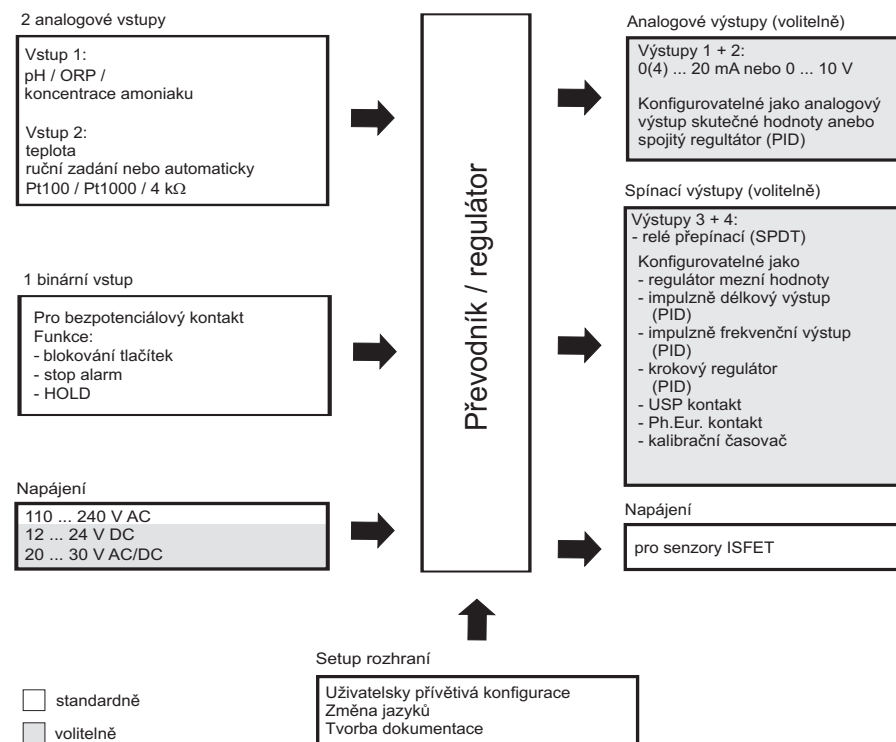 2 analogové vstupy
Vstup 1:
pH / ORP /
koncentrace amoniaku
Vstup 2:
teplota
ruční zadání nebo automaticky
Pt100 / Pt1000 / 4 kΩ
1 binární vstup
Pro bezpotenciálový kontakt
Funkce:
- blokování tlačítek
- stop alarm
- HOLD
Napájení
110 ... 240 V AC
12 ... 24 V DC
20 ... 30 V AC/DC
Převodník / regulátor
Analogové výstupy (volitelně)
Výstupy 1 + 2:
0(4) ... 20 mA nebo 0 ... 10 V
Konfigurovatelné jako analogový
výstup skutečné hodnoty anebo
spojitý regultátor (PID)
Spínací výstupy (volitelně)
Výstupy 3 + 4:
- relé přepínací (SPDT)
Konfigurovatelné jako
- regulátor mezní hodnoty
- impulzně délkový výstup
(PID)
- impulzně frekvenční výstup
(PID)
- krokový regulátor
(PID)
- USP kontakt
- Ph.Eur. kontakt
- kalibrační časovač
Napájení
pro senzory ISFET
Setup rozhraní
Uživatelsky přívětivá konfigurace
Změna jazyků
Tvorba dokumentace
standardně
volitelně